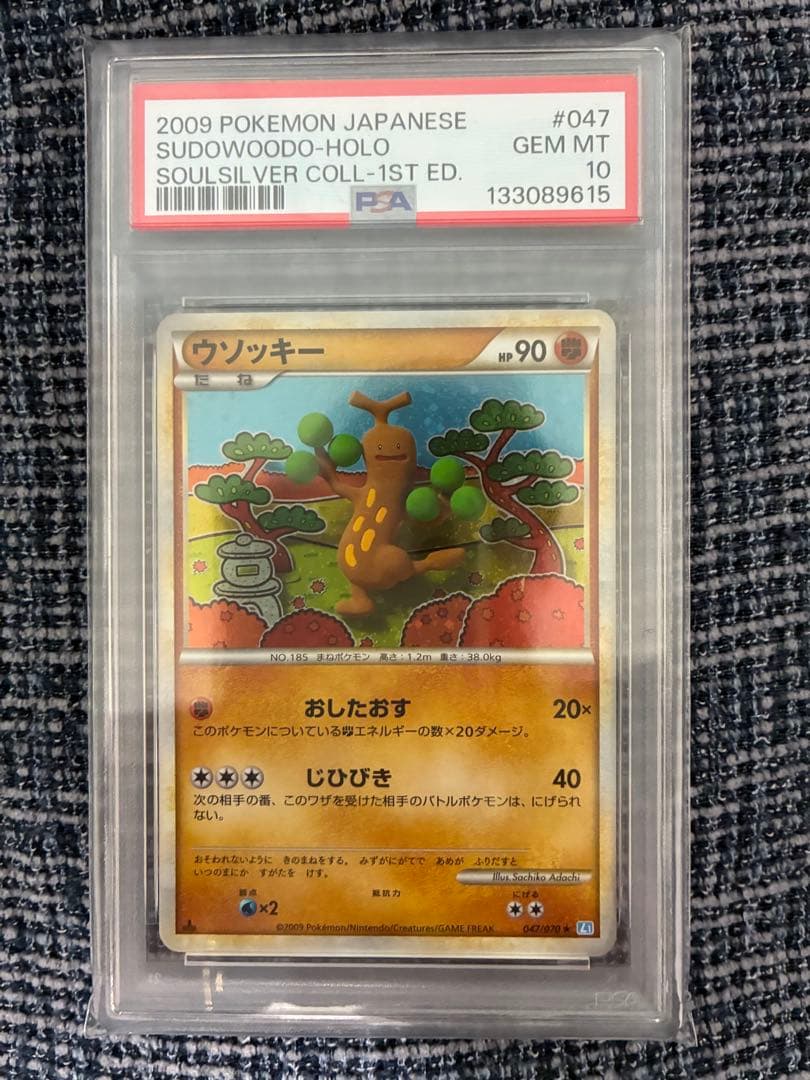 2009 POKEMON JAPANESE #047
SUDOWOODO-HOLO GEM MT
SOULSILVER COLL-1ST ED. 10
PSA 133089615
ウソッキー HP 90
たね
NO.185 まねポケモン 高さ：1.2m 重さ：38.0kg
おしたおす 20×
このポケモンについている エネルギーの数×20ダメージ。
じひびき 40
次の相手の番、このワザを受けた相手のバトルポケモンは、にげられ
ない。
おそわれないように きのまねをする。みずがにがてで あめが ふりだすと
いつのまにか すがたを けす。
Illus. Sachiko Adachi
弱点 抵抗力 にげる
×2
©2009 Pokémon/Nintendo/Creatures/GAME FREAK 047/070 ★ L1
PSA